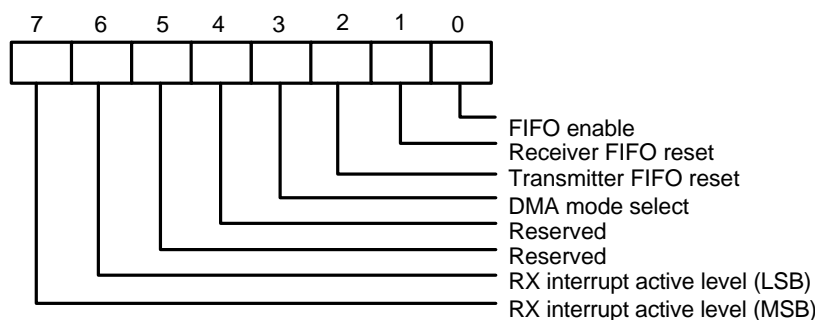 7 6 5 4 3 2 1 0
FIFO enable
Receiver FIFO reset
Transmitter FIFO reset
DMA mode select
Reserved
Reserved
RX interrupt active level (LSB)
RX interrupt active level (MSB)